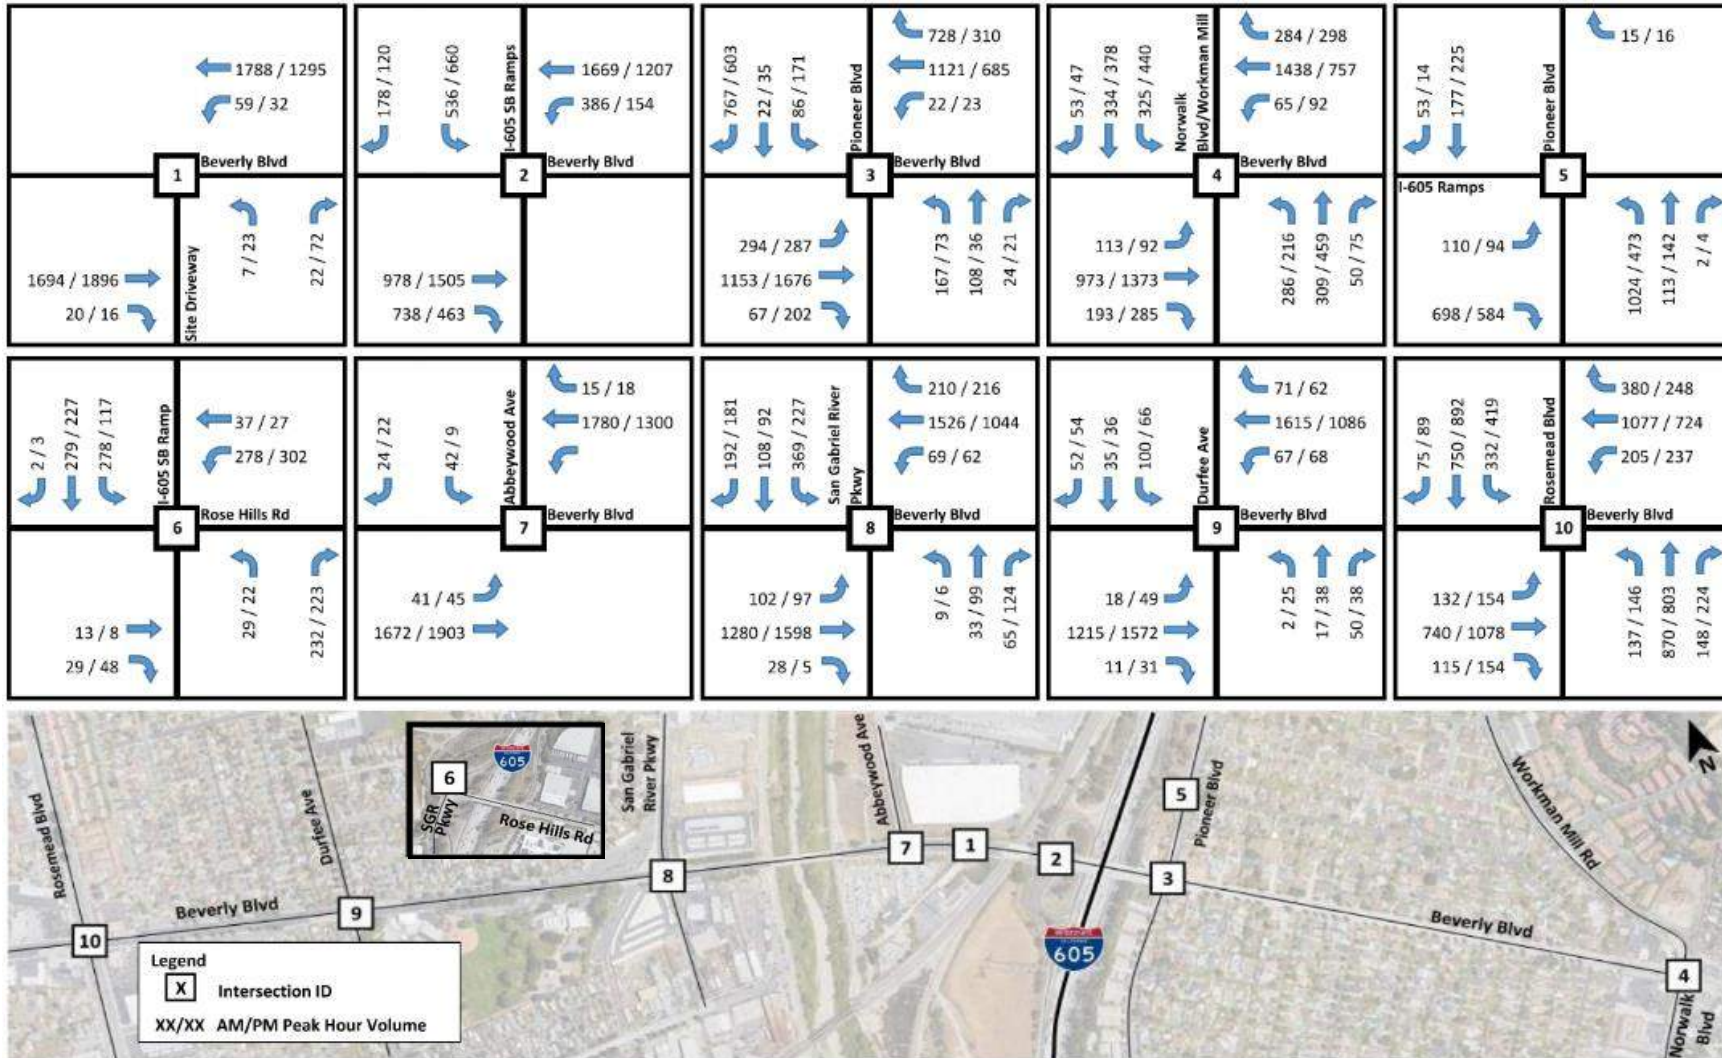 1788 / 1295
59 / 32
Beverly Blvd
1
Site Driveway
1694 / 1896
20 / 16
7 / 23
22 / 72
178 / 120
536 / 660
I-605 SB Ramps
1669 / 1207
386 / 154
Beverly Blvd
2
978 / 1505
738 / 463
767 / 603
22 / 35
86 / 171
Pioneer Blvd
728 / 310
1121 / 685
22 / 23
Beverly Blvd
3
294 / 287
1153 / 1676
67 / 202
167 / 73
108 / 36
24 / 21
53 / 47
334 / 378
325 / 440
Norwalk
Blvd/Workman Mill
284 / 298
1438 / 757
65 / 92
Beverly Blvd
4
113 / 92
973 / 1373
193 / 285
286 / 216
309 / 459
50 / 75
53 / 14
177 / 225
Pioneer Blvd
15 / 16
I-605 Ramps
5
110 / 94
698 / 584
1024 / 473
113 / 142
2 / 4
2 / 3
279 / 227
278 / 117
I-605 SB Ramp
37 / 27
278 / 302
Rose Hills Rd
6
13 / 8
29 / 48
29 / 22
232 / 223
24 / 22
42 / 9
Abbeywood Ave
15 / 18
1780 / 1300
Beverly Blvd
7
41 / 45
1672 / 1903
192 / 181
108 / 92
369 / 227
San Gabriel River
Pkwy
210 / 216
1526 / 1044
69 / 62
Beverly Blvd
8
102 / 97
1280 / 1598
28 / 5
9 / 6
33 / 99
65 / 124
52 / 54
35 / 36
100 / 66
Durfee Ave
71 / 62
1615 / 1086
67 / 68
Beverly Blvd
9
18 / 49
1215 / 1572
11 / 31
2 / 25
17 / 38
50 / 38
75 / 89
750 / 892
332 / 419
Rosemead Blvd
380 / 248
1077 / 724
205 / 237
Beverly Blvd
10
132 / 154
740 / 1078
115 / 154
137 / 146
870 / 803
148 / 224
Rosemead Blvd
Durfee Ave
6
605
SGR
Pkwy
Rose Hills Rd
San Gabriel
River Pkwy
Abbeywood Ave
5
Pioneer Blvd
Workman Mill Rd
N
7
1
2
3
8
9
10
Beverly Blvd
Beverly Blvd
605
4
Norwalk
Blvd
Legend
X Intersection ID
XX/XX AM/PM Peak Hour Volume